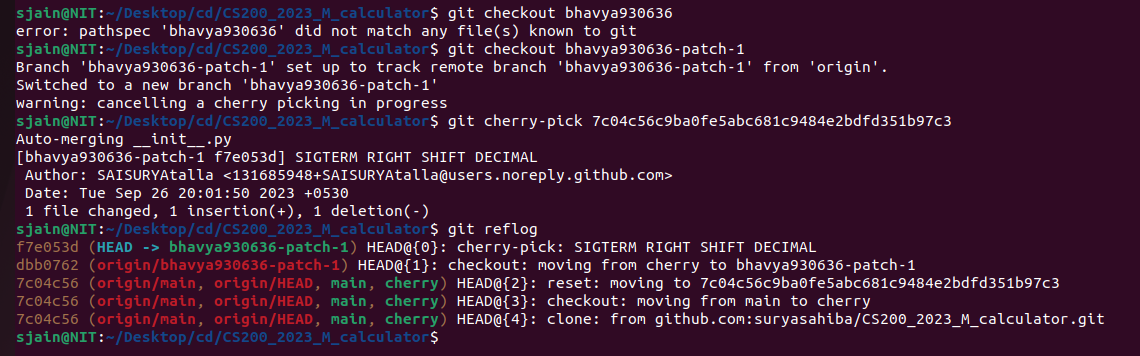 sjain@NIT:~/Desktop/cd/CS200_2023_M_calculator$ git checkout bhavya930636
error: pathspec 'bhavya930636' did not match any file(s) known to git
sjain@NIT:~/Desktop/cd/CS200_2023_M_calculator$ git checkout bhavya930636-patch-1
Branch 'bhavya930636-patch-1' set up to track remote branch 'bhavya930636-patch-1' from 'origin'.
Switched to a new branch 'bhavya930636-patch-1'
warning: cancelling a cherry picking in progress
sjain@NIT:~/Desktop/cd/CS200_2023_M_calculator$ git cherry-pick 7c04c56c9ba0fe5abc681c9484e2bdfd351b97c3
Auto-merging __init__.py
[bhavya930636-patch-1 f7e053d] SIGTERM RIGHT SHIFT DECIMAL
 Author: SAISURYAtalla <131685948+SAISURYAtalla@users.noreply.github.com>
 Date: Tue Sep 26 20:01:50 2023 +0530
 1 file changed, 1 insertion(+), 1 deletion(-)
sjain@NIT:~/Desktop/cd/CS200_2023_M_calculator$ git reflog
f7e053d (HEAD -> bhavya930636-patch-1) HEAD@{0}: cherry-pick: SIGTERM RIGHT SHIFT DECIMAL
dbb0762 (origin/bhavya930636-patch-1) HEAD@{1}: checkout: moving from cherry to bhavya930636-patch-1
7c04c56 (origin/main, origin/HEAD, main, cherry) HEAD@{2}: reset: moving to 7c04c56c9ba0fe5abc681c9484e2bdfd351b97c3
7c04c56 (origin/main, origin/HEAD, main, cherry) HEAD@{3}: checkout: moving from main to cherry
7c04c56 (origin/main, origin/HEAD, main, cherry) HEAD@{4}: clone: from github.com:suryasahiba/CS200_2023_M_calculator.git
sjain@NIT:~/Desktop/cd/CS200_2023_M_calculator$